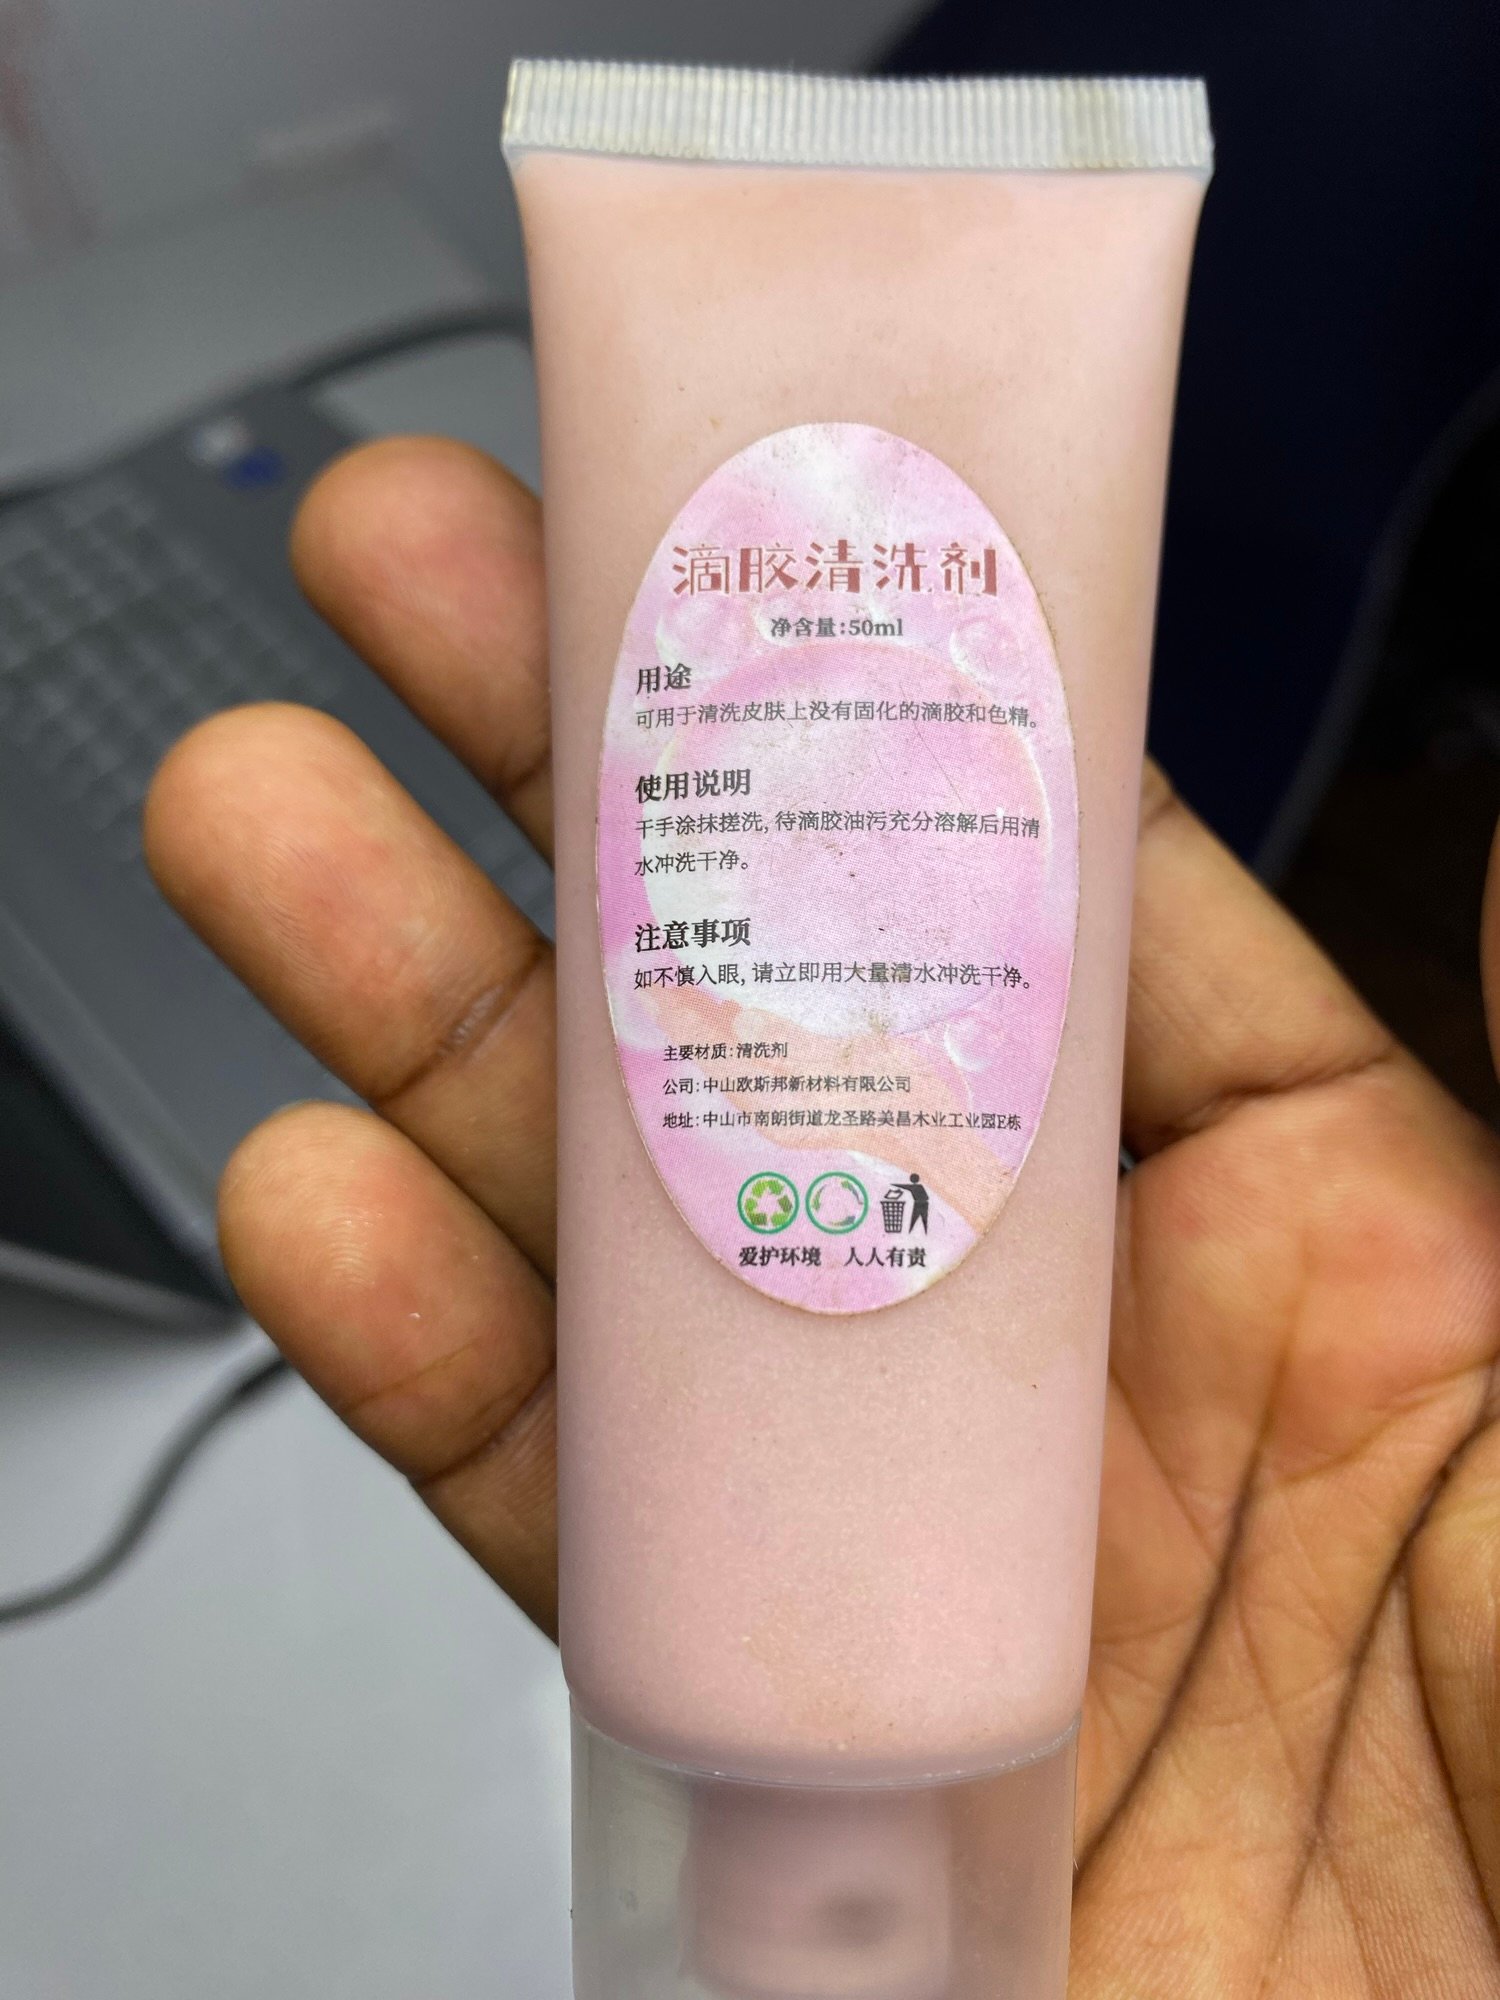 滴胶清洗剂
净含量:50ml
用途
可用于清洗皮肤上没有固化的滴胶和色精。
使用说明
干手涂抹搓洗,待滴胶油污充分溶解后用清
水冲洗干净。
注意事项
如不慎入眼,请立即用大量清水冲洗干净。
主要材质:清洗剂
公司:中山欧斯邦新材料有限公司
地址:中山市南朗街道龙圣路美昌木业工业园E栋
爱护环境 人人有责